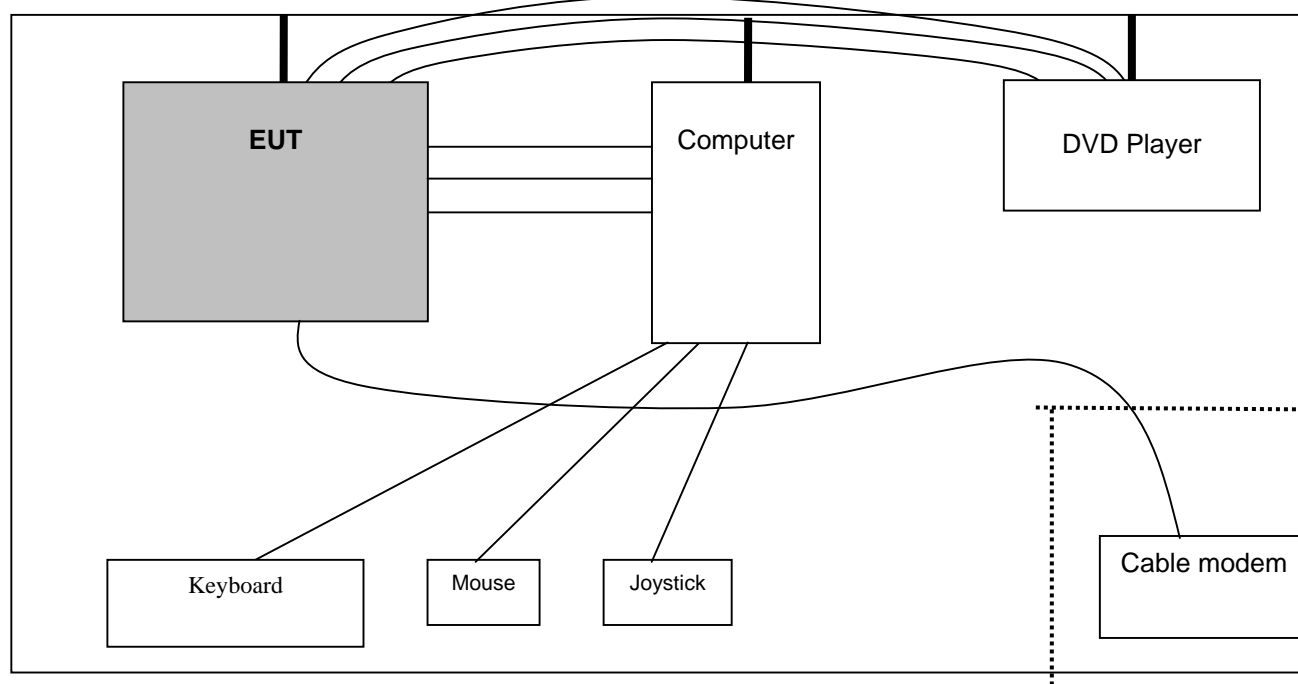 EUT
Computer
DVD Player
Keyboard
Mouse
Joystick
Cable modem